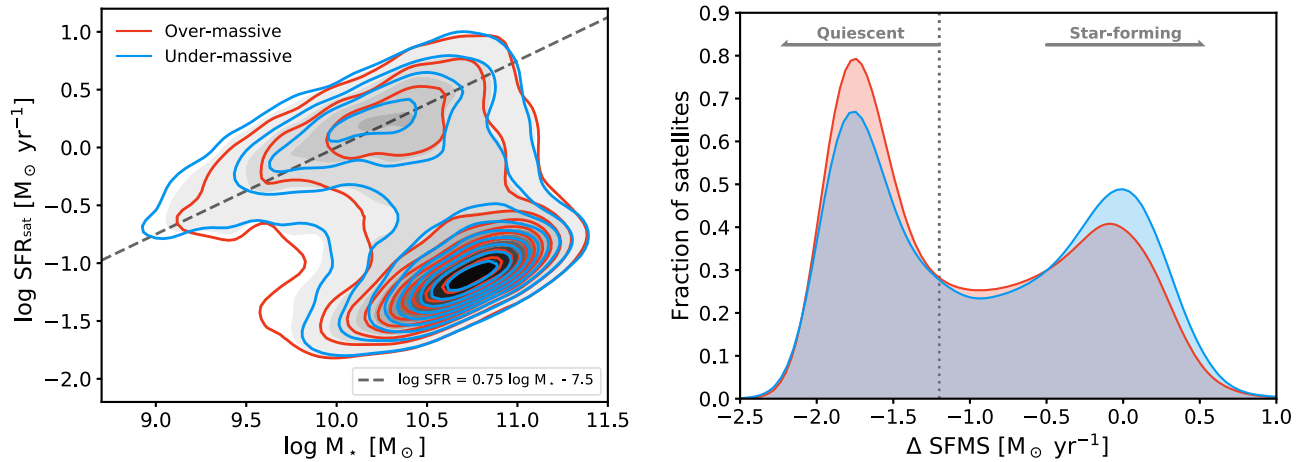 Over-massive
Under-massive
log SFR_sat [M_⊙ yr⁻¹]
1.0
0.5
0.0
−0.5
−1.0
−1.5
−2.0
log SFR = 0.75 log M⋆ - 7.5
9.0 9.5 10.0 10.5 11.0 11.5
log M⋆ [M_⊙]
Quiescent Star-forming
Fraction of satellites
0.9
0.8
0.7
0.6
0.5
0.4
0.3
0.2
0.1
0.0
−2.5 −2.0 −1.5 −1.0 −0.5 0.0 0.5 1.0
Δ SFMS [M_⊙ yr⁻¹]